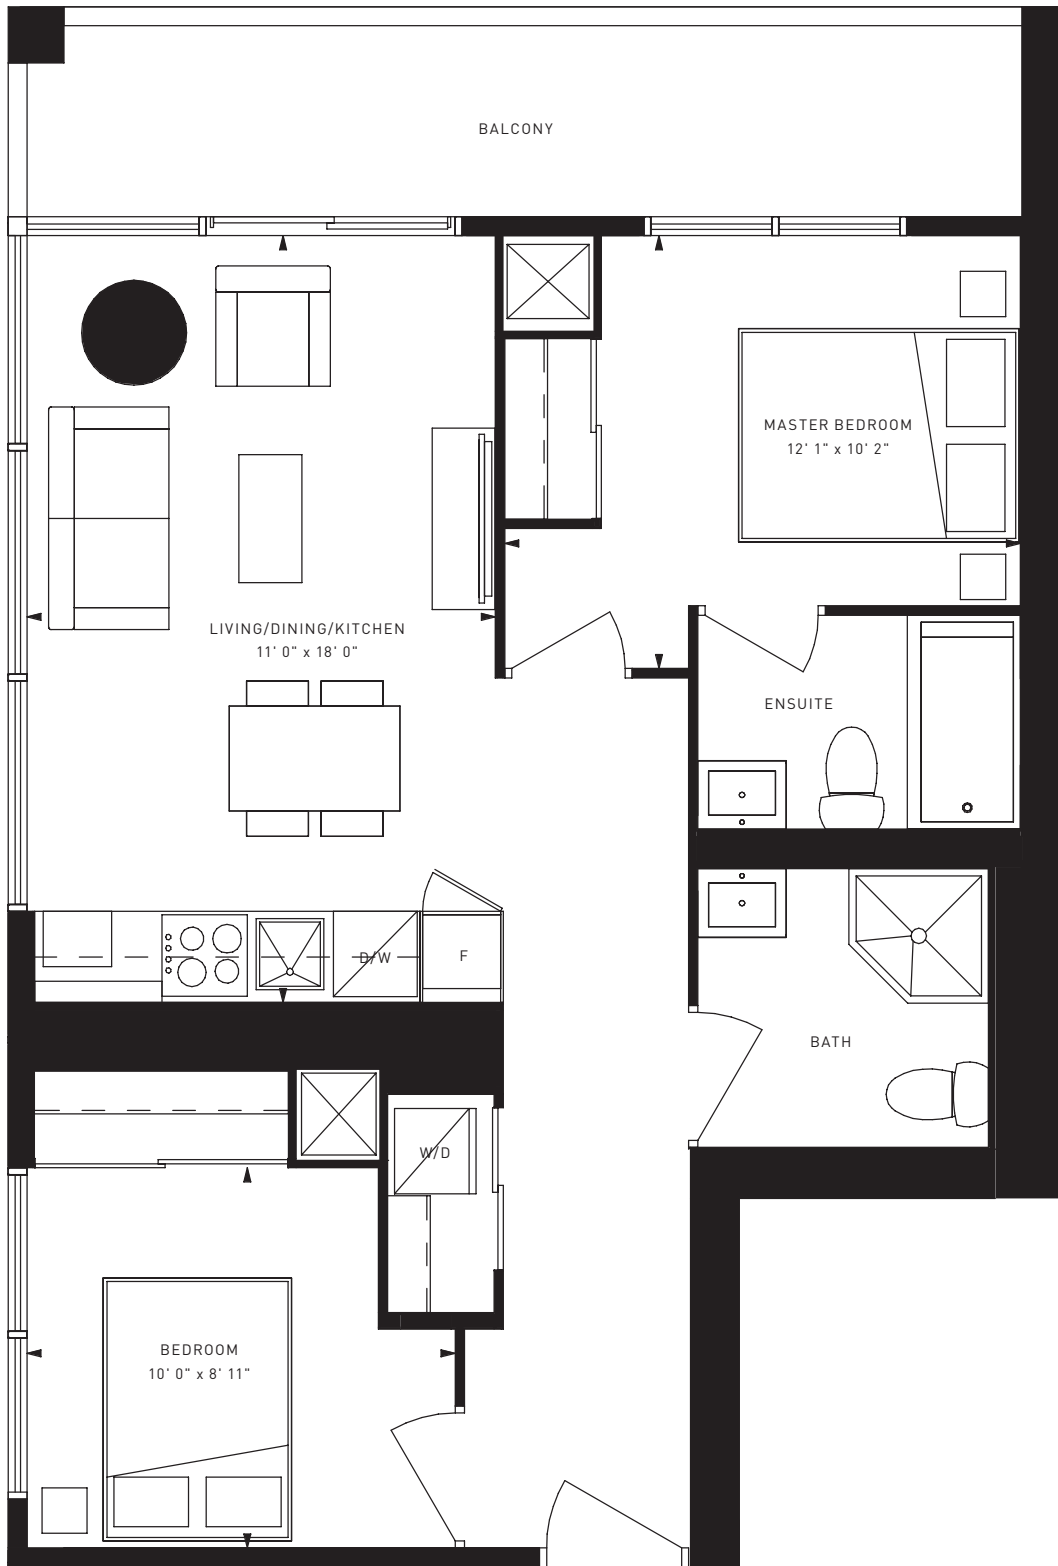 BALCONY
MASTER BEDROOM
12' 1" x 10' 2"
LIVING/DINING/KITCHEN
11' 0" x 18' 0"
ENSUITE
D/W
F
BATH
W/D
BEDROOM
10' 0" x 8' 11"